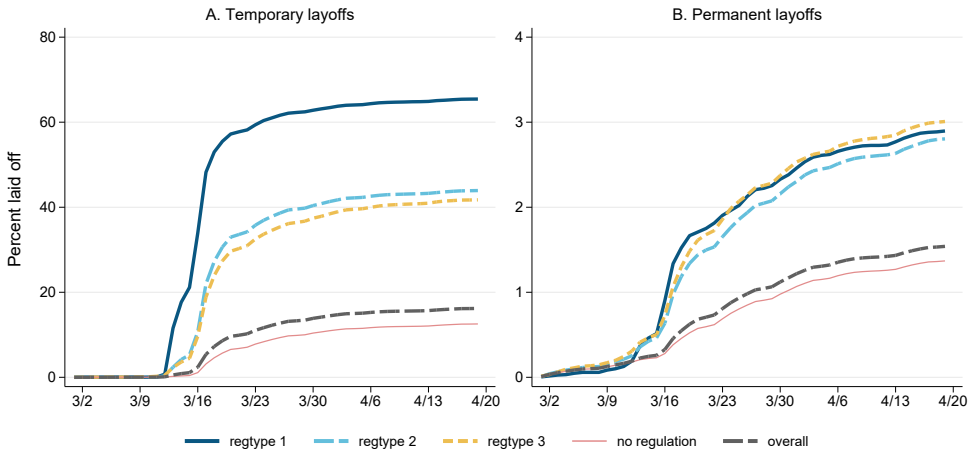 A. Temporary layoffs
B. Permanent layoffs
Percent laid off
80
60
40
20
0
3/2 3/9 3/16 3/23 3/30 4/6 4/13 4/20
4
3
2
1
0
3/2 3/9 3/16 3/23 3/30 4/6 4/13 4/20
regtype 1 regtype 2 regtype 3 no regulation overall